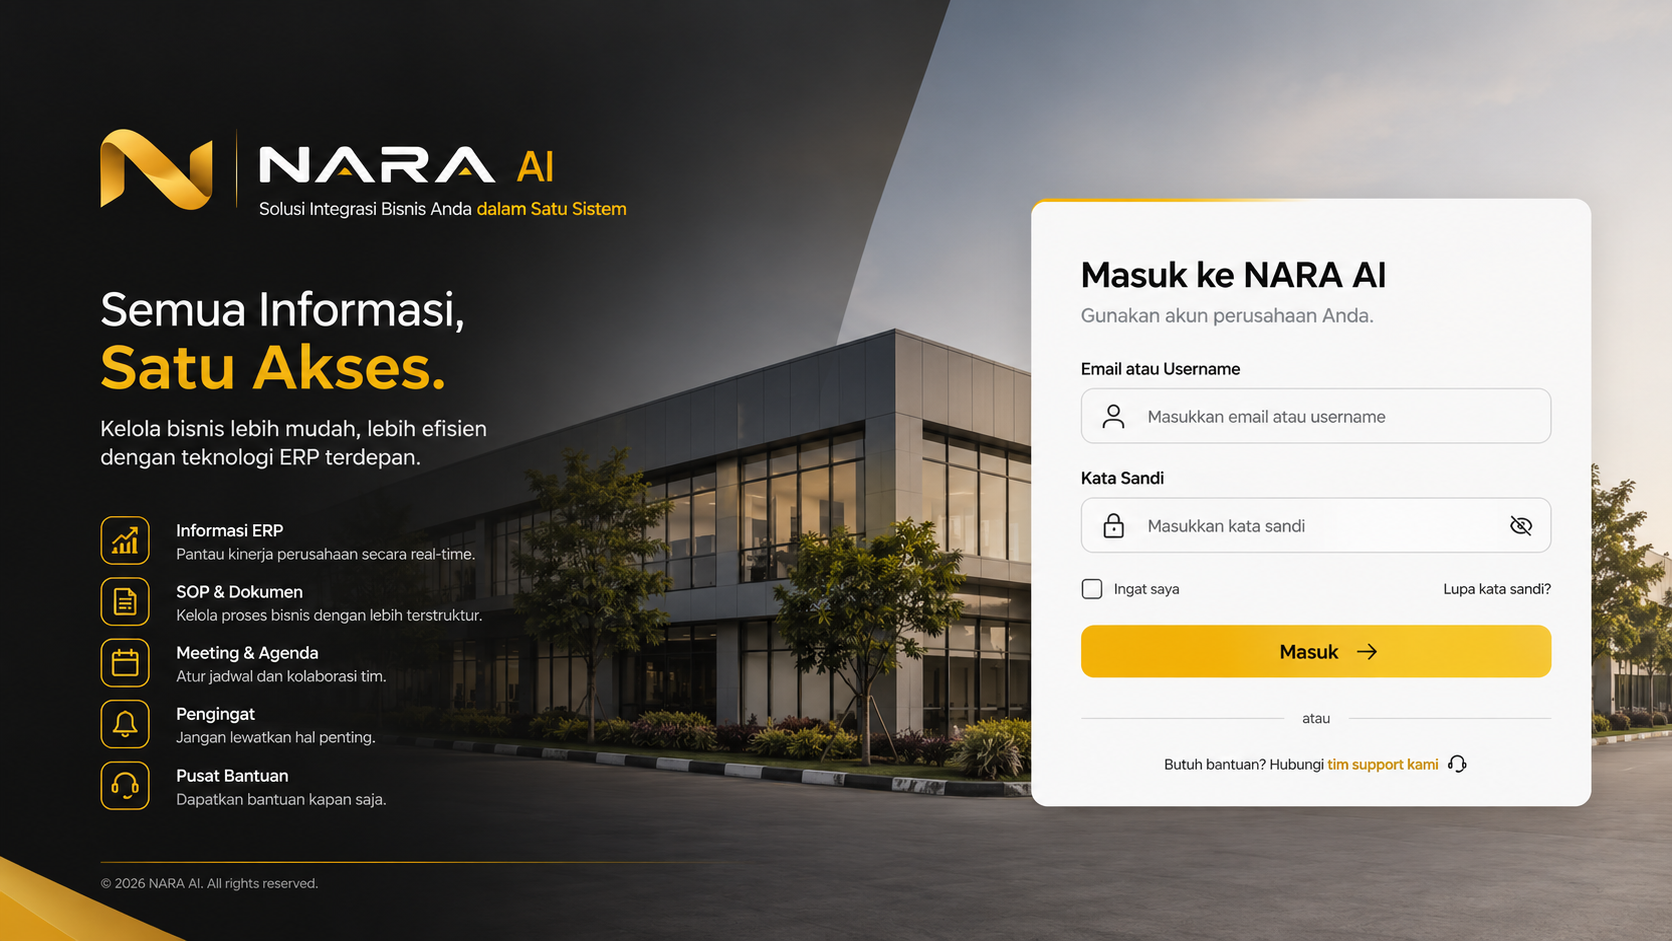 NARA AI
Solusi Integrasi Bisnis Anda dalam Satu Sistem
Semua Informasi,
Satu Akses.
Kelola bisnis lebih mudah, lebih efisien
dengan teknologi ERP terdepan.
Informasi ERP
Pantau kinerja perusahaan secara real-time.
SOP & Dokumen
Kelola proses bisnis dengan lebih terstruktur.
Meeting & Agenda
Atur jadwal dan kolaborasi tim.
Pengingat
Jangan lewatkan hal penting.
Pusat Bantuan
Dapatkan bantuan kapan saja.
© 2026 NARA AI. All rights reserved.
Masuk ke NARA AI
Gunakan akun perusahaan Anda.
Email atau Username
Masukkan email atau username
Kata Sandi
Masukkan kata sandi
Ingat saya
Lupa kata sandi?
Masuk →
atau
Butuh bantuan? Hubungi tim support kami